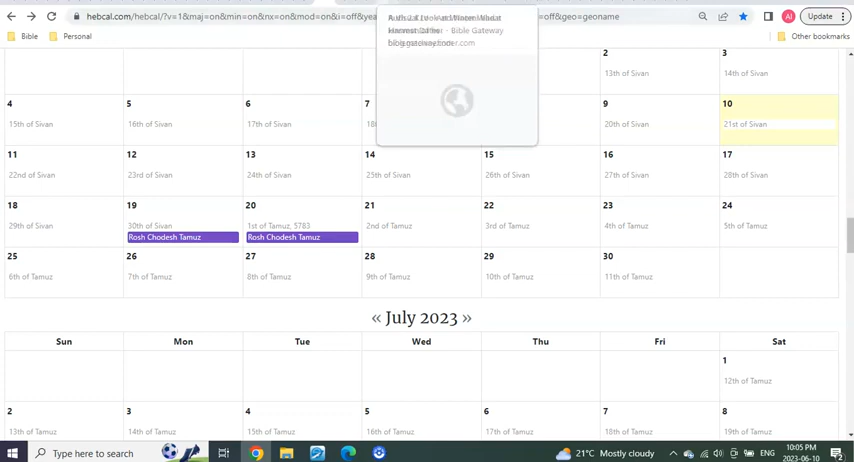 hebcal.com/hebcal/?v=1&maj=on&min=on&nx=on&mod=on&i=off&yea
=off&geo=geoname
AI
Update
Bible
Personal
Other bookmarks
Bible Gateway
2
3
13th of Sivan
14th of Sivan
4
5
6
7
9
10
15th of Sivan
16th of Sivan
17th of Sivan
20th of Sivan
21st of Sivan
11
12
13
14
15
16
17
22nd of Sivan
23rd of Sivan
24th of Sivan
25th of Sivan
26th of Sivan
27th of Sivan
28th of Sivan
18
19
20
21
22
23
24
29th of Sivan
30th of Sivan
1st of Tamuz, 5783
2nd of Tamuz
3rd of Tamuz
4th of Tamuz
5th of Tamuz
Rosh Chodesh Tamuz
Rosh Chodesh Tamuz
25
26
27
28
29
30
6th of Tamuz
7th of Tamuz
8th of Tamuz
9th of Tamuz
10th of Tamuz
11th of Tamuz
« July 2023 »
Sun
Mon
Tue
Wed
Thu
Fri
Sat
1
12th of Tamuz
2
3
4
5
6
7
8
13th of Tamuz
14th of Tamuz
15th of Tamuz
16th of Tamuz
17th of Tamuz
18th of Tamuz
19th of Tamuz
Type here to search
21°C Mostly cloudy
ENG
10:05 PM
2023-06-10
2